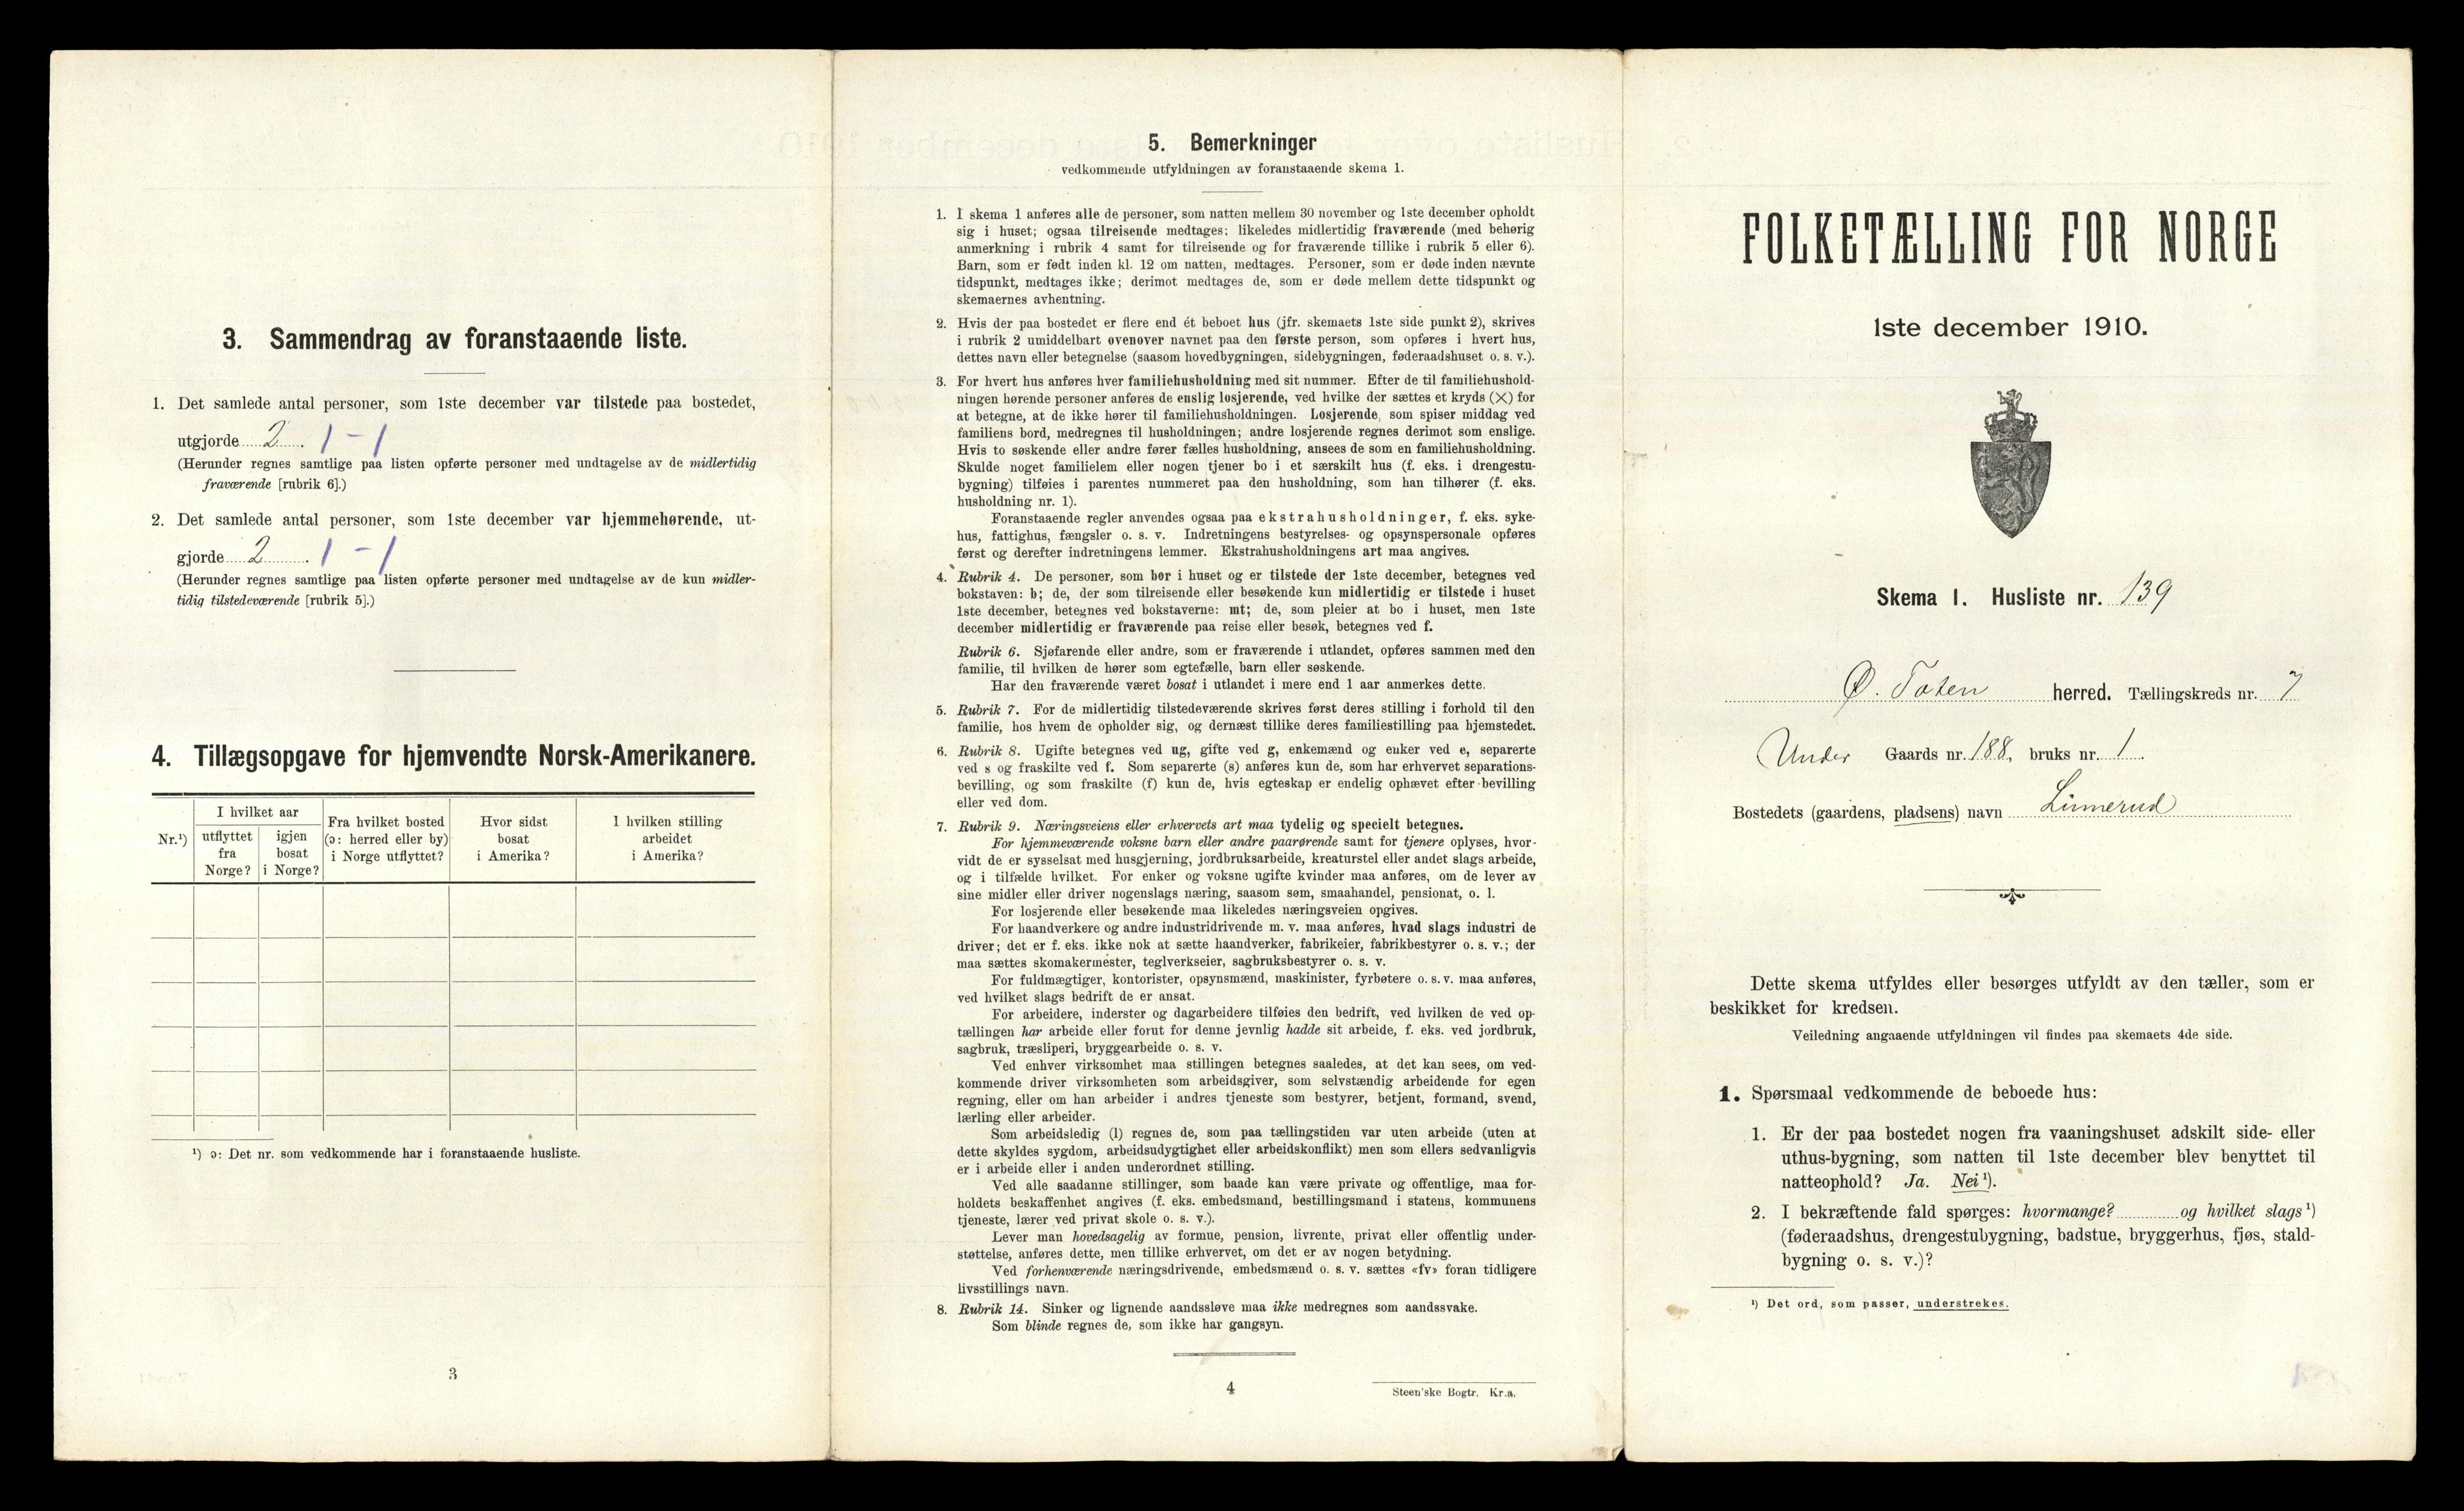 3. Sammendrag av foranstaaende liste.
1. Det samlede antal personer, som 1ste december var tilstede paa bostedet,
utgjorde 2. 1 - 1
(Herunder regnes samtlige paa listen opførte personer med undtagelse av de midlertidig
fraværende [rubrik 6].)
2. Det samlede antal personer, som 1ste december var hjemmehørende, ut-
gjorde 2. 1 - 1
(Herunder regnes samtlige paa listen opførte personer med undtagelse av de kun midler-
tidig tilstedeværende [rubrik 5].)
4. Tillægsopgave for hjemvendte Norsk-Amerikanere.
Nr.¹)
I hvilket aar
utflyttet
fra
Norge?
igjen
bosat
i Norge?
Fra hvilket bosted
(ɔ: herred eller by)
i Norge utflyttet?
Hvor sidst
bosat
i Amerika?
I hvilken stilling
arbeidet
i Amerika?
¹) ɔ: Det nr. som vedkommende har i foranstaaende husliste.
3
5. Bemerkninger
vedkommende utfyldningen av foranstaaende skema 1.
1. I skema 1 anføres alle de personer, som natten mellem 30 november og 1ste december opholdt
sig i huset; ogsaa tilreisende medtages; likeledes midlertidig fraværende (med behørig
anmerkning i rubrik 4 samt for tilreisende og for fraværende tillike i rubrik 5 eller 6).
Barn, som er født inden kl. 12 om natten, medtages. Personer, som er døde inden nævnte
tidspunkt, medtages ikke; derimot medtages de, som er døde mellem dette tidspunkt og
skemaernes avhentning.
2. Hvis der paa bostedet er flere end ét beboet hus (jfr. skemaets 1ste side punkt 2), skrives
i rubrik 2 umiddelbart ovenover navnet paa den første person, som opføres i hvert hus,
dettes navn eller betegnelse (saasom hovedbygningen, sidebygningen, føderaadshuset o. s. v.).
3. For hvert hus anføres hver familiehusholdning med sit nummer. Efter de til familiehushold-
ningen hørende personer anføres de enslig losjerende, ved hvilke der sættes et kryds (×) for
at betegne, at de ikke hører til familiehusholdningen. Losjerende, som spiser middag ved
familiens bord, medregnes til husholdningen; andre losjerende regnes derimot som enslige.
Hvis to søskende eller andre fører fælles husholdning, ansees de som en familiehusholdning.
Skulde noget familielem eller nogen tjener bo i et særskilt hus (f. eks. i drengestu-
bygning) tilføies i parentes nummeret paa den husholdning, som han tilhører (f. eks.
husholdning nr. 1).
Foranstaaende regler anvendes ogsaa paa ekstrahusholdninger, f. eks. syke-
hus, fattighus, fængsler o. s. v. Indretningens bestyrelses- og opsynspersonale opføres
først og derefter indretningens lemmer. Ekstrahusholdningens art maa angives.
4. Rubrik 4. De personer, som bor i huset og er tilstede der 1ste december, betegnes ved
bokstaven: b; de, der som tilreisende eller besøkende kun midlertidig er tilstede i huset
1ste december, betegnes ved bokstaverne: mt; de, som pleier at bo i huset, men 1ste
december midlertidig er fraværende paa reise eller besøk, betegnes ved f.
Rubrik 6. Sjøfarende eller andre, som er fraværende i utlandet, opføres sammen med den
familie, til hvilken de hører som egtefælle, barn eller søskende.
Har den fraværende været bosat i utlandet i mere end 1 aar anmerkes dette.
5. Rubrik 7. For de midlertidig tilstedeværende skrives først deres stilling i forhold til den
familie, hos hvem de opholder sig, og dernæst tillike deres familiestilling paa hjemstedet.
6. Rubrik 8. Ugifte betegnes ved ug, gifte ved g, enkemænd og enker ved e, separerte
ved s og fraskilte ved f. Som separerte (s) anføres kun de, som har erhvervet separations-
bevilling, og som fraskilte (f) kun de, hvis egteskap er endelig ophævet efter bevilling
eller ved dom.
7. Rubrik 9. Næringsveiens eller erhvervets art maa tydelig og specielt betegnes.
For hjemmeværende voksne barn eller andre paarørende samt for tjenere oplyses, hvor-
vidt de er sysselsat med husgjerning, jordbruksarbeide, kreaturstel eller andet slags arbeide,
og i tilfælde hvilket. For enker og voksne ugifte kvinder maa anføres, om de lever av
sine midler eller driver nogenslags næring, saasom søm, smaahandel, pensionat, o. l.
For losjerende eller besøkende maa likeledes næringsveien opgives.
For haandverkere og andre industridrivende m. v. maa anføres, hvad slags industri de
driver; det er f. eks. ikke nok at sætte haandverker, fabrikeier, fabrikbestyrer o. s. v.; der
maa sættes skomakermester, teglverkseier, sagbruksbestyrer o. s. v.
For fuldmægtiger, kontorister, opsynsmænd, maskinister, fyrbøtere o. s. v. maa anføres,
ved hvilket slags bedrift de er ansat.
For arbeidere, inderster og dagarbeidere tilføies den bedrift, ved hvilken de ved op-
tællingen har arbeide eller forut for denne jevnlig hadde sit arbeide, f. eks. ved jordbruk,
sagbruk, træsliperi, bryggearbeide o. s. v.
Ved enhver virksomhet maa stillingen betegnes saaledes, at det kan sees, om ved-
kommende driver virksomheten som arbeidsgiver, som selvstændig arbeidende for egen
regning, eller om han arbeider i andres tjeneste som bestyrer, betjent, formand, svend,
lærling eller arbeider.
Som arbeidsledig (l) regnes de, som paa tællingstiden var uten arbeide (uten at
dette skyldes sygdom, arbeidsudygtighet eller arbeidskonflikt) men som ellers sedvanligvis
er i arbeide eller i anden underordnet stilling.
Ved alle saadanne stillinger, som baade kan være private og offentlige, maa for-
holdets beskaffenhet angives (f. eks. embedsmand, bestillingsmand i statens, kommunens
tjeneste, lærer ved privat skole o. s. v.).
Lever man hovedsagelig av formue, pension, livrente, privat eller offentlig under-
støttelse, anføres dette, men tillike erhvervet, om det er av nogen betydning.
Ved forhenværende næringsdrivende, embedsmænd o. s. v. sættes «fv» foran tidligere
livsstillings navn.
8. Rubrik 14. Sinker og lignende aandssløve maa ikke medregnes som aandssvake.
Som blinde regnes de, som ikke har gangsyn.
4
Steen'ske Bogtr. Kr.a.
FOLKETÆLLING FOR NORGE
1ste december 1910.
Skema 1. Husliste nr. 139
Ø. Toten herred. Tællingskreds nr. 7
Under Gaards nr. 188, bruks nr. 1.
Bostedets (gaardens, pladsens) navn Linnerud
Dette skema utfyldes eller besørges utfyldt av den tæller, som er
beskikket for kredsen.
Veiledning angaaende utfyldningen vil findes paa skemaets 4de side.
1. Spørsmaal vedkommende de beboede hus:
1. Er der paa bostedet nogen fra vaaningshuset adskilt side- eller
uthus-bygning, som natten til 1ste december blev benyttet til
natteophold? Ja. Nei ¹).
2. I bekræftende fald spørges: hvormange? og hvilket slags ¹)
(føderaadshus, drengestubygning, badstue, bryggerhus, fjøs, stald-
bygning o. s. v.)?
¹) Det ord, som passer, understrekes.